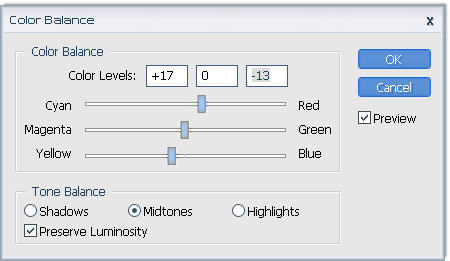 Color Balance x
Color Balance
Color Levels: +17 0 -13
Cyan Red
Magenta Green
Yellow Blue
OK
Cancel
Preview
Tone Balance
Shadows Midtones Highlights
Preserve Luminosity